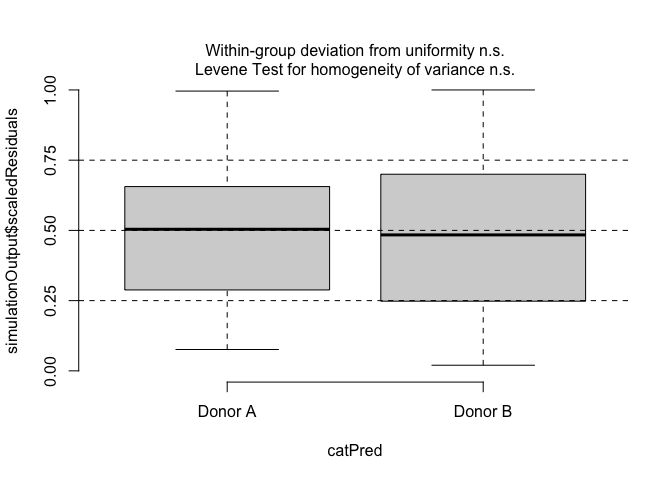 Within-group deviation from uniformity n.s.
Levene Test for homogeneity of variance n.s.
simulationOutput$scaledResiduals
1.00
0.75
0.50
0.25
0.00
Donor A
Donor B
catPred